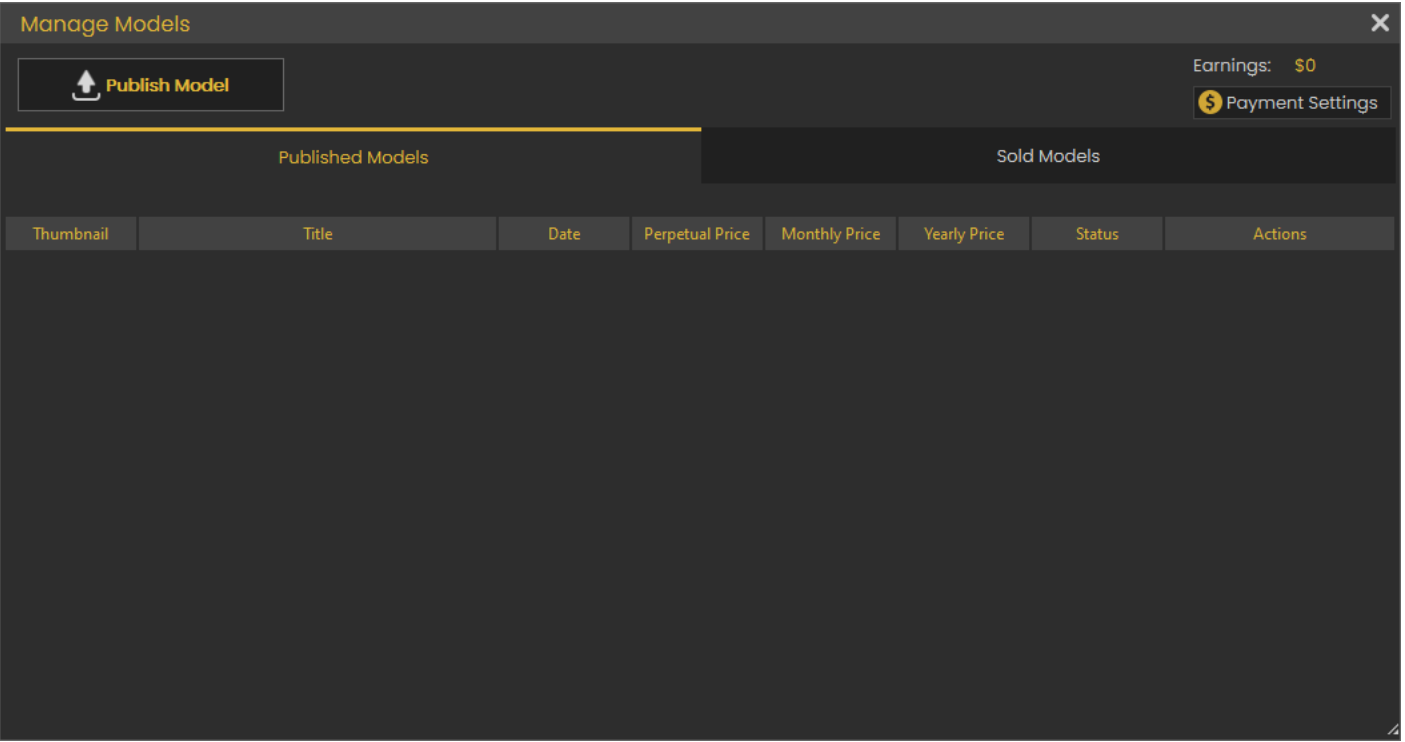 Manage Models
Publish Model
Earnings: $0
$ Payment Settings
Published Models
Sold Models
Thumbnail Title Date Perpetual Price Monthly Price Yearly Price Status Actions